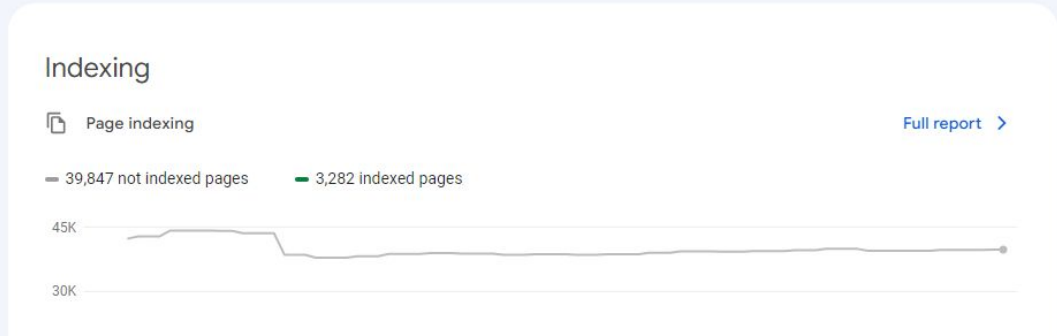 Indexing
Page indexing
Full report
39,847 not indexed pages
3,282 indexed pages
45K
30K